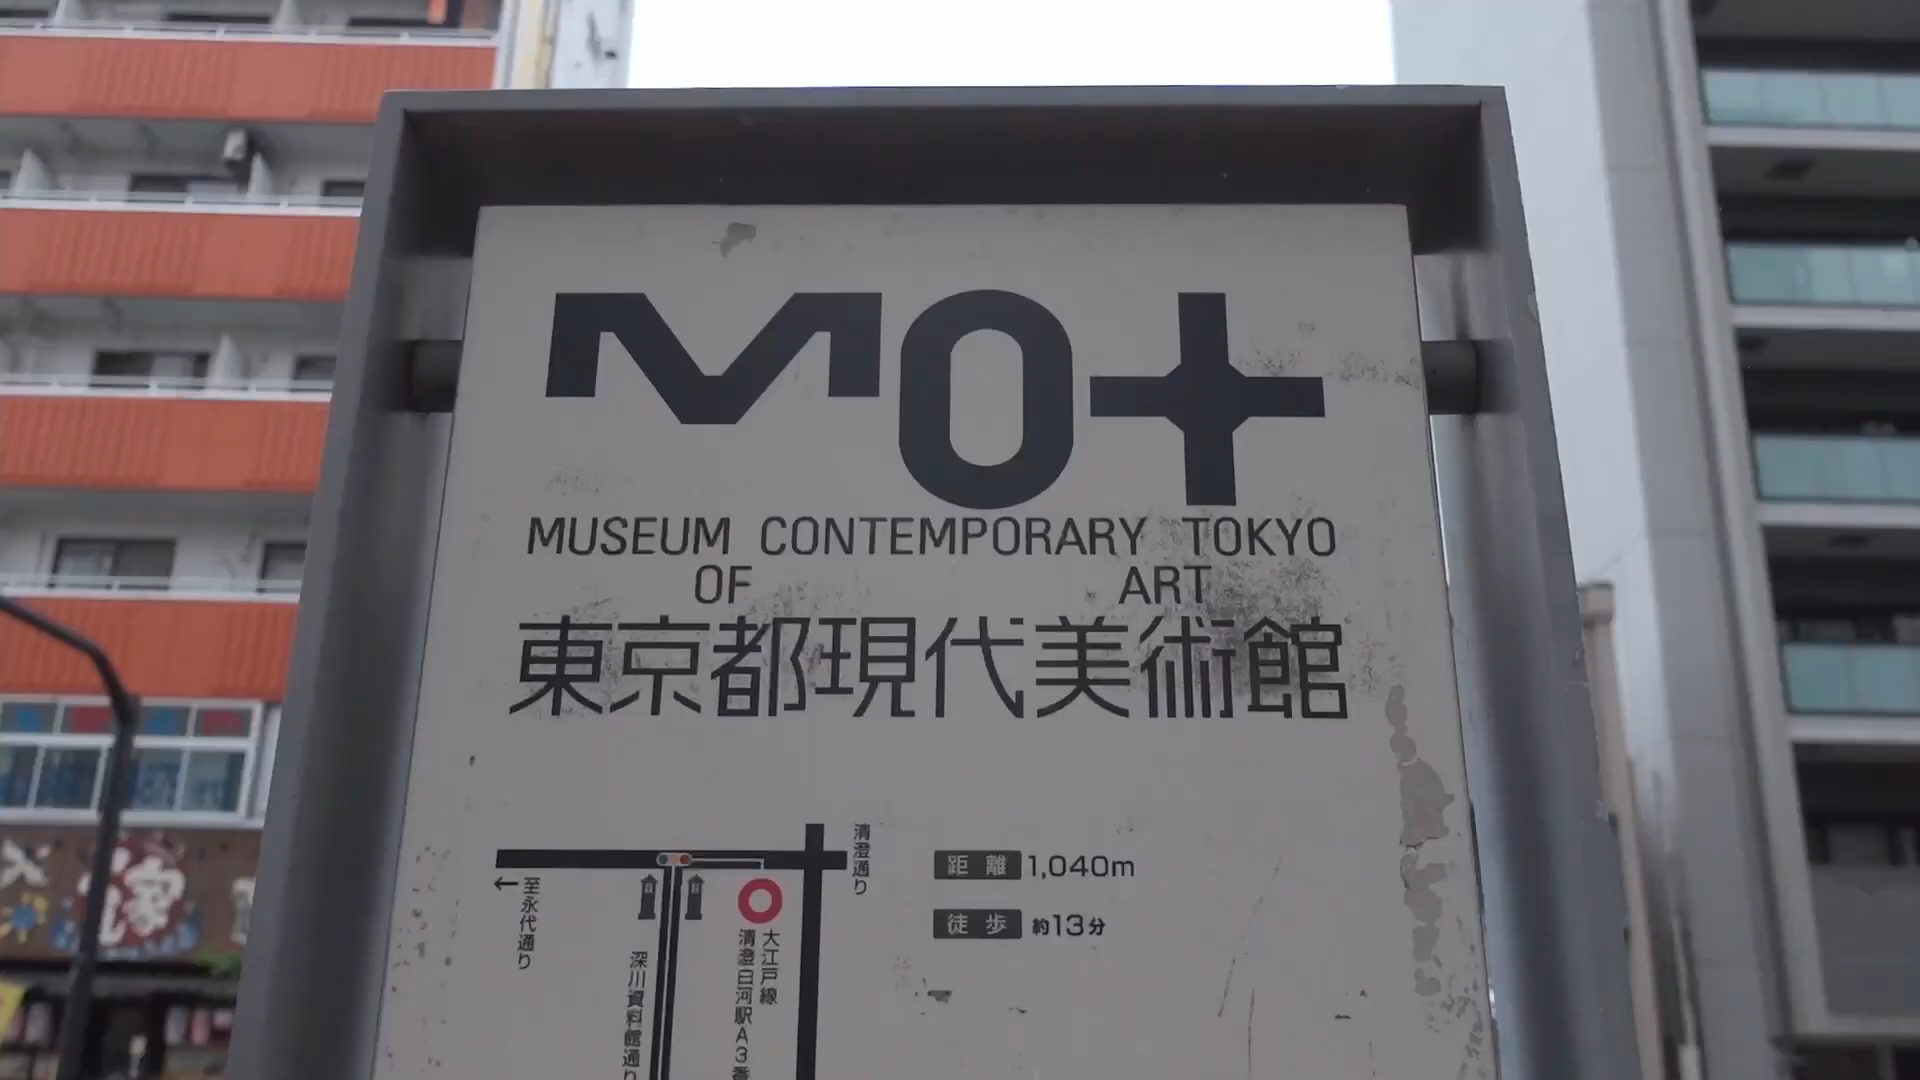 MOT
MUSEUM CONTEMPORARY TOKYO
OF ART
東京都現代美術館
清澄通り
距離 1,040m
徒歩 約13分
←至永代通り
深川資料館通り
大江戸線
清澄白河駅A3番
家